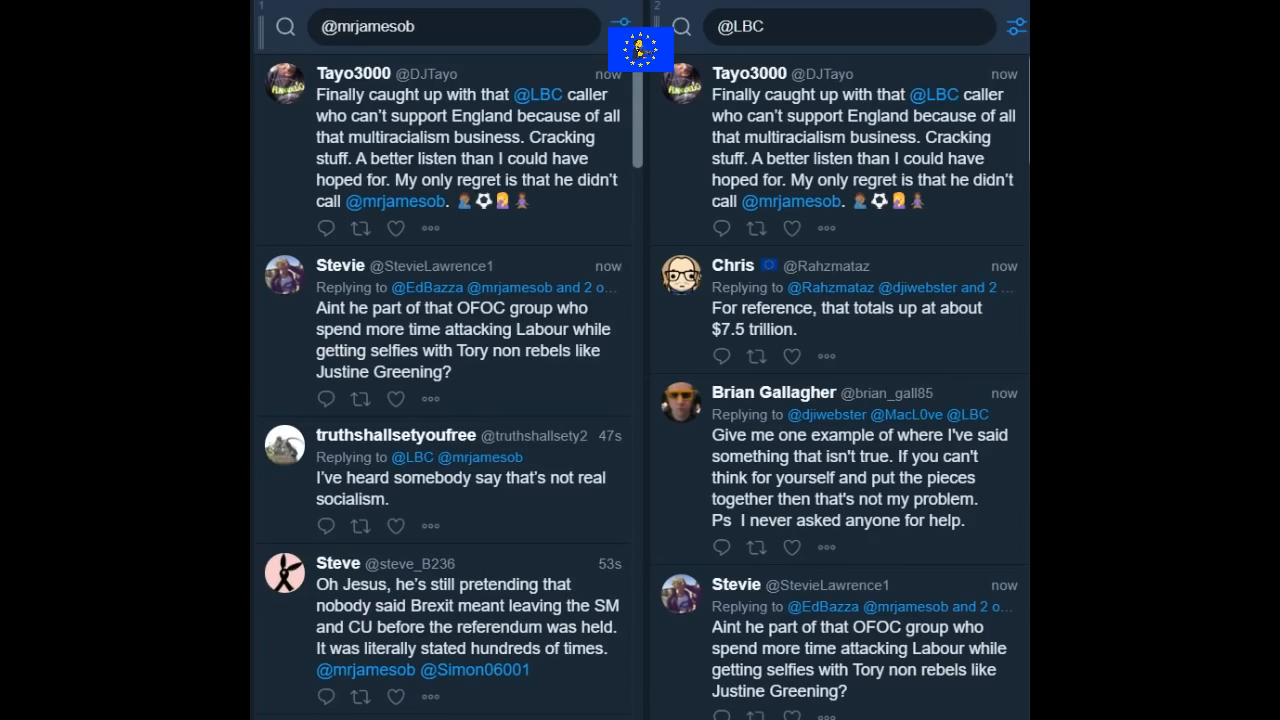 1
@mrjamesob
Tayo3000 @DJTayo now
Finally caught up with that @LBC caller
who can't support England because of all
that multiracialism business. Cracking
stuff. A better listen than I could have
hoped for. My only regret is that he didn't
call @mrjamesob. 🤦🏾‍♂️⚽🤦‍♀️🤷🏾‍♀️
Stevie @StevieLawrence1 now
Replying to @EdBazza @mrjamesob and 2 o...
Aint he part of that OFOC group who
spend more time attacking Labour while
getting selfies with Tory non rebels like
Justine Greening?
truthshallsetyoufree @truthshallsety2 47s
Replying to @LBC @mrjamesob
I've heard somebody say that's not real
socialism.
Steve @steve_B236 53s
Oh Jesus, he's still pretending that
nobody said Brexit meant leaving the SM
and CU before the referendum was held.
It was literally stated hundreds of times.
@mrjamesob @Simon06001
2
@LBC
Tayo3000 @DJTayo now
Finally caught up with that @LBC caller
who can't support England because of all
that multiracialism business. Cracking
stuff. A better listen than I could have
hoped for. My only regret is that he didn't
call @mrjamesob. 🤦🏾‍♂️⚽🤦‍♀️🤷🏾‍♀️
Chris 🇪🇺 @Rahzmataz now
Replying to @Rahzmataz @djiwebster and 2 ...
For reference, that totals up at about
$7.5 trillion.
Brian Gallagher @brian_gall85 now
Replying to @djiwebster @MacL0ve @LBC
Give me one example of where I've said
something that isn't true. If you can't
think for yourself and put the pieces
together then that's not my problem.
Ps  I never asked anyone for help.
Stevie @StevieLawrence1 now
Replying to @EdBazza @mrjamesob and 2 o...
Aint he part of that OFOC group who
spend more time attacking Labour while
getting selfies with Tory non rebels like
Justine Greening?